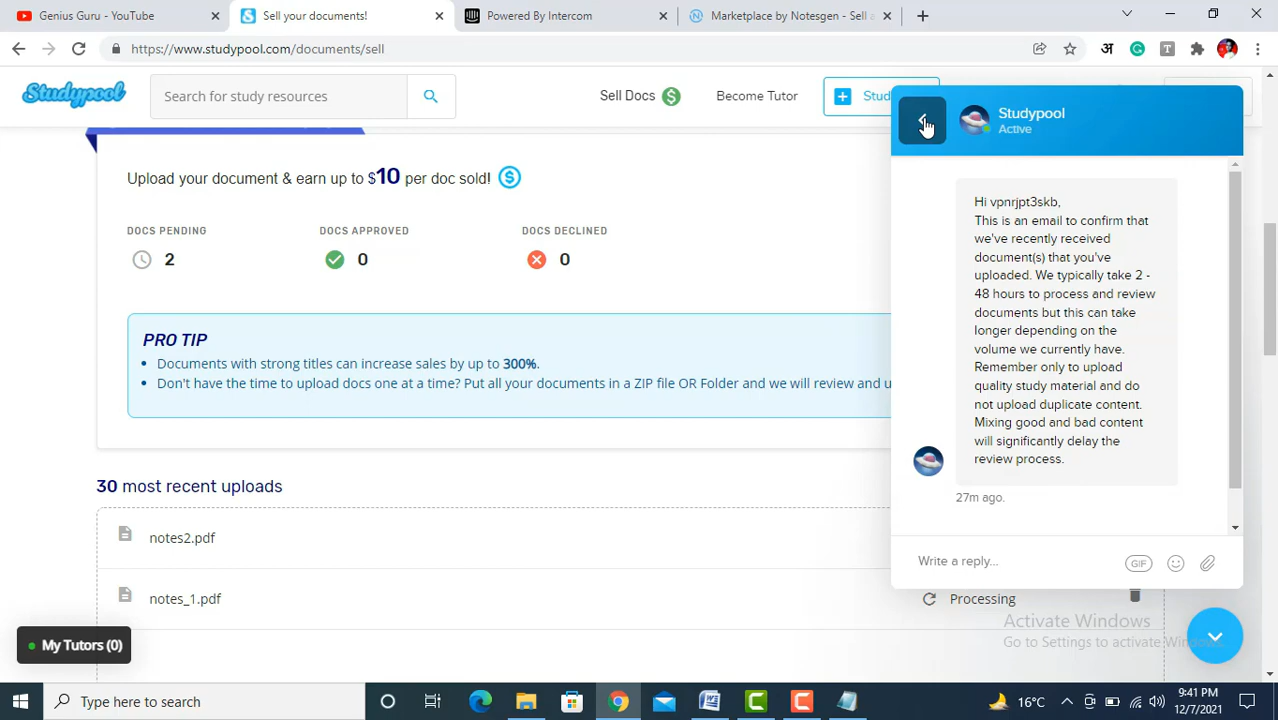 Genius Guru - YouTube
Sell your documents!
Powered By Intercom
Marketplace by Notesgen - Sell a
https://www.studypool.com/documents/sell
अ
T
Studypool
Search for study resources
Sell Docs
Become Tutor
Stud
Upload your document & earn up to $10 per doc sold!
DOCS PENDING
DOCS APPROVED
DOCS DECLINED
2
0
0
PRO TIP
• Documents with strong titles can increase sales by up to 300%.
• Don't have the time to upload docs one at a time? Put all your documents in a ZIP file OR Folder and we will review and u
30 most recent uploads
notes2.pdf
notes_1.pdf
Processing
My Tutors (0)
Studypool
Active
Hi vpnrjpt3skb,
This is an email to confirm that
we've recently received
document(s) that you've
uploaded. We typically take 2 -
48 hours to process and review
documents but this can take
longer depending on the
volume we currently have.
Remember only to upload
quality study material and do
not upload duplicate content.
Mixing good and bad content
will significantly delay the
review process.
27m ago.
Write a reply...
GIF
Activate Windows
Go to Settings to activate Windows.
Type here to search
16°C
9:41 PM
12/7/2021